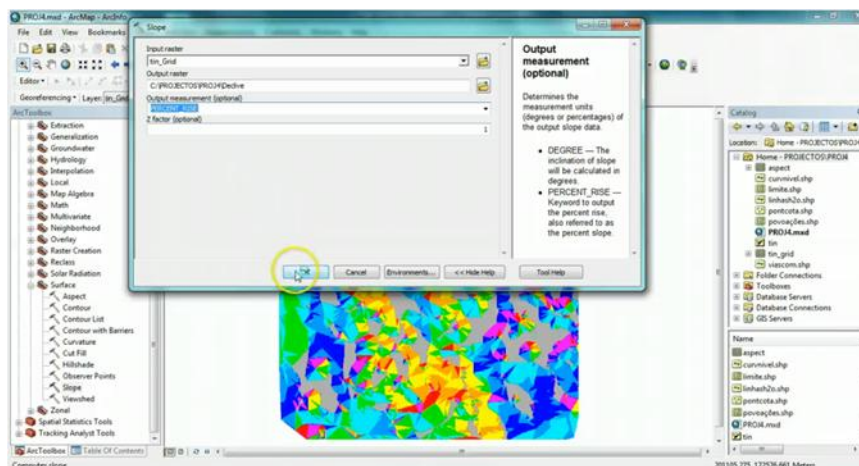 PROJ4.mxd - ArcMap - ArcInfo
File Edit View Bookmarks
Editor
Georeferencing Layer: tin_Grid
ArcToolbox
Extraction
Generalization
Groundwater
Hydrology
Interpolation
Local
Map Algebra
Math
Multivariate
Neighborhood
Overlay
Raster Creation
Reclass
Solar Radiation
Surface
Aspect
Contour
Contour List
Contour with Barriers
Curvature
Cut Fill
Hillshade
Observer Points
Slope
Viewshed
Zonal
Spatial Statistics Tools
Tracking Analyst Tools
ArcToolbox Table Of Contents
Slope
Input raster
tin_Grid
Output raster
C:\PROJECTOS\PROJ4\Declive
Output measurement (optional)
PERCENT_RISE
Z factor (optional)
1
OK Cancel Environments... << Hide Help Tool Help
Output
measurement
(optional)
Determines the
measurement units
(degrees or percentages) of
the output slope data.
• DEGREE — The
inclination of slope
will be calculated in
degrees.
• PERCENT_RISE —
Keyword to output
the percent rise,
also referred to as
the percent slope.
Catalog
Location: Home - PROJECTOS\PROJ4
Home - PROJECTOS\PROJ4
aspect
curvnivel.shp
limite.shp
linhash2o.shp
pontcota.shp
povoações.shp
PROJ4.mxd
tin
tin_grid
viascom.shp
Folder Connections
Toolboxes
Database Servers
Database Connections
GIS Servers
Name
aspect
curvnivel.shp
limite.shp
linhash2o.shp
pontcota.shp
povoações.shp
PROJ4.mxd
tin